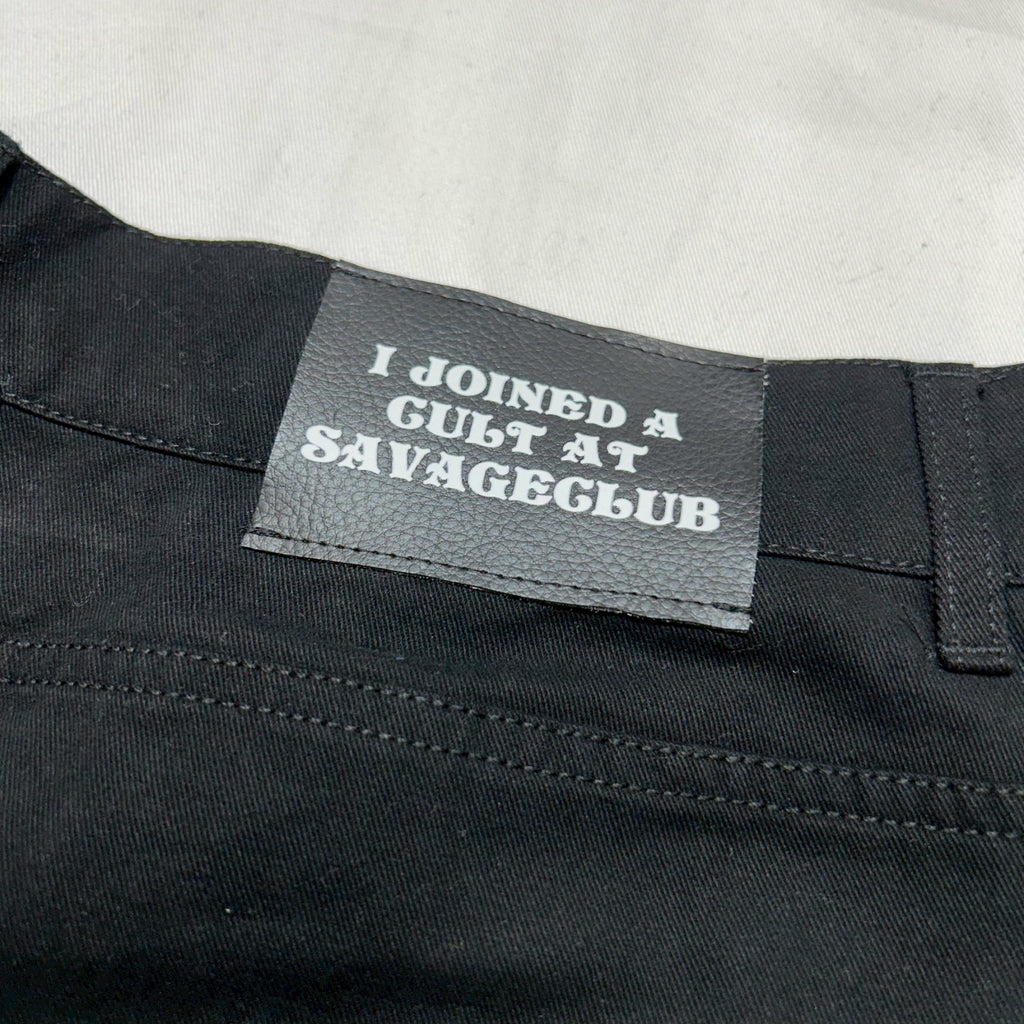 I JOINED A
CULT AT
SAVAGECLUB